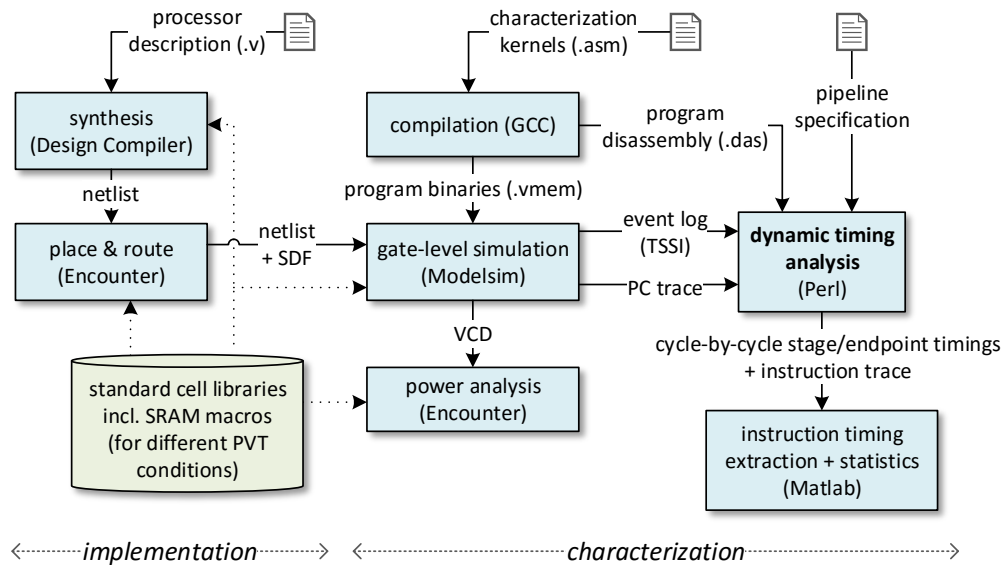 processor
description (.v)
characterization
kernels (.asm)
synthesis
(Design Compiler)
compilation (GCC)
program
disassembly (.das)
pipeline
specification
netlist
program binaries (.vmem)
place & route
(Encounter)
netlist
+ SDF
gate-level simulation
(Modelsim)
event log
(TSSI)
PC trace
dynamic timing
analysis
(Perl)
VCD
cycle-by-cycle stage/endpoint timings
+ instruction trace
standard cell libraries
incl. SRAM macros
(for different PVT
conditions)
power analysis
(Encounter)
instruction timing
extraction + statistics
(Matlab)
implementation
characterization